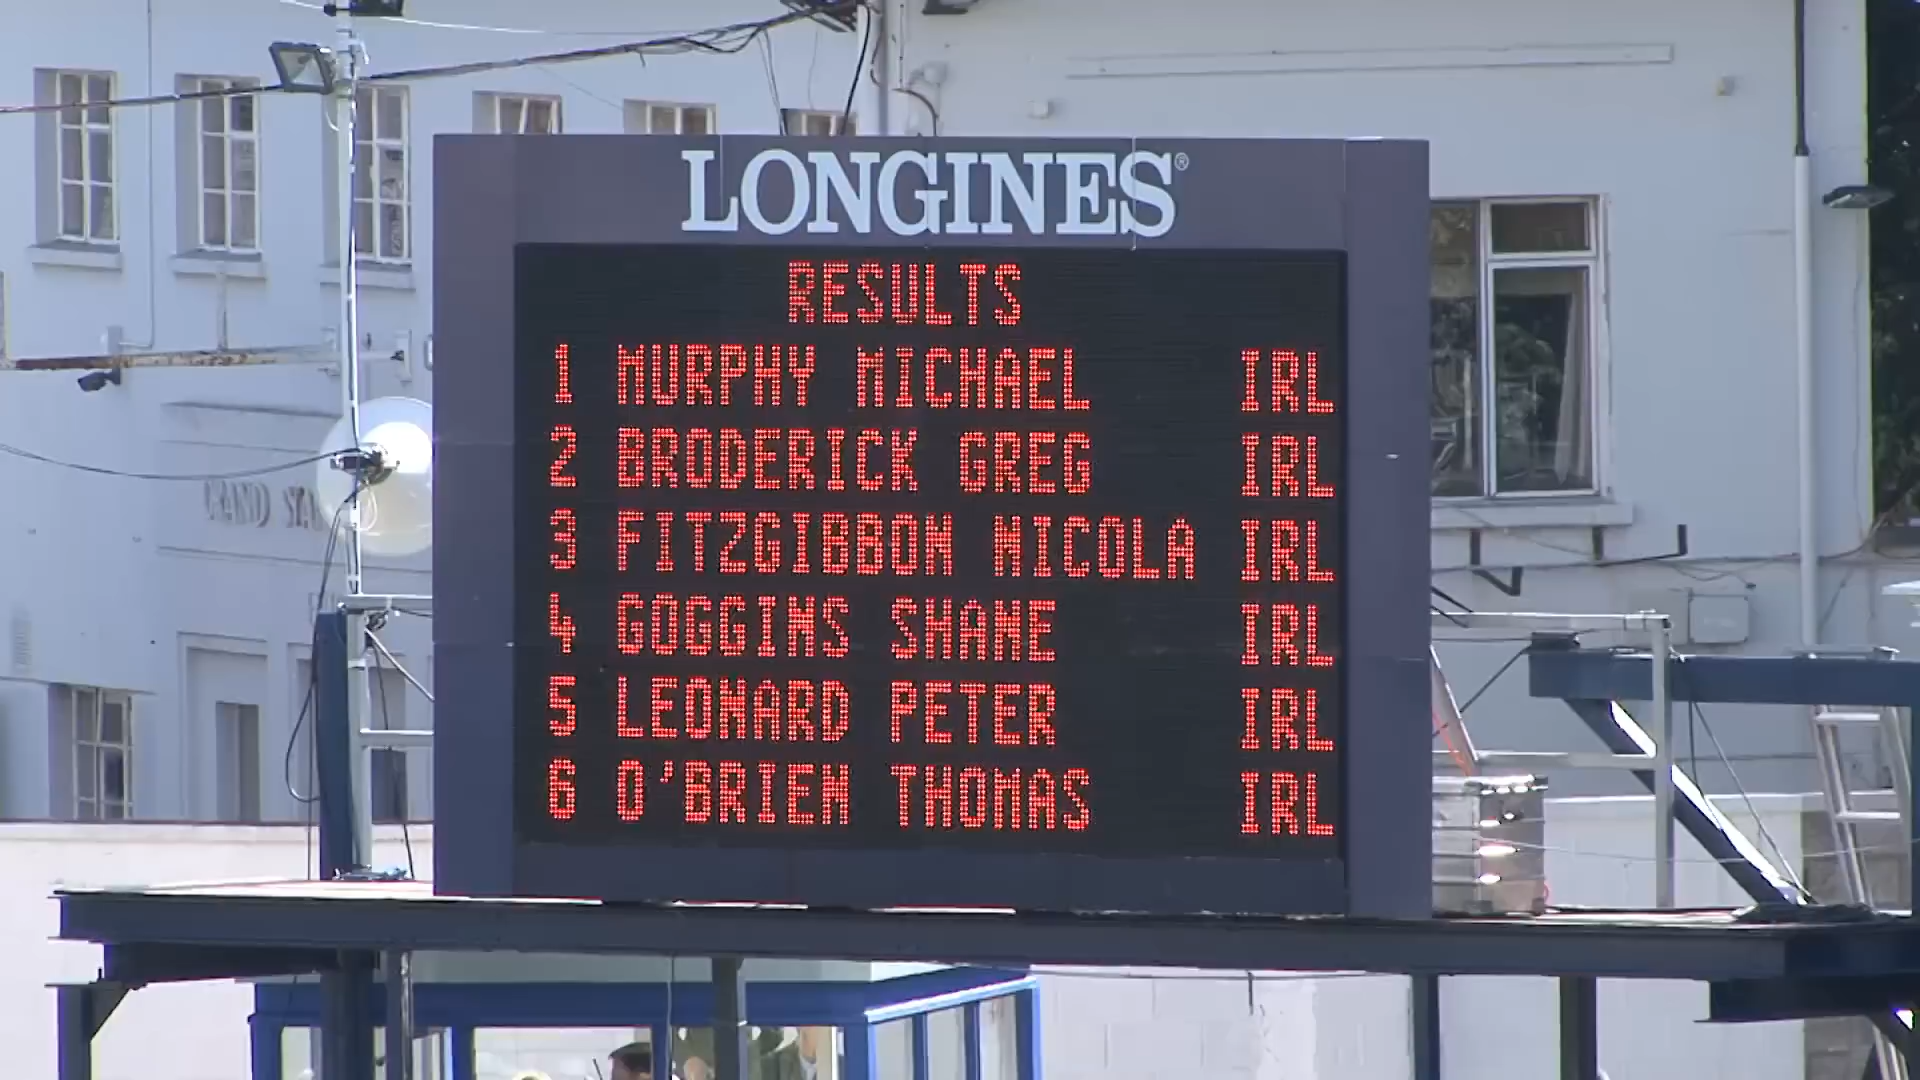 LONGINES®
RESULTS
1 MURPHY MICHAEL IRL
2 BRODERICK GREG IRL
3 FITZGIBBON NICOLA IRL
4 GOGGINS SHANE IRL
5 LEONARD PETER IRL
6 O'BRIEN THOMAS IRL
GRAND